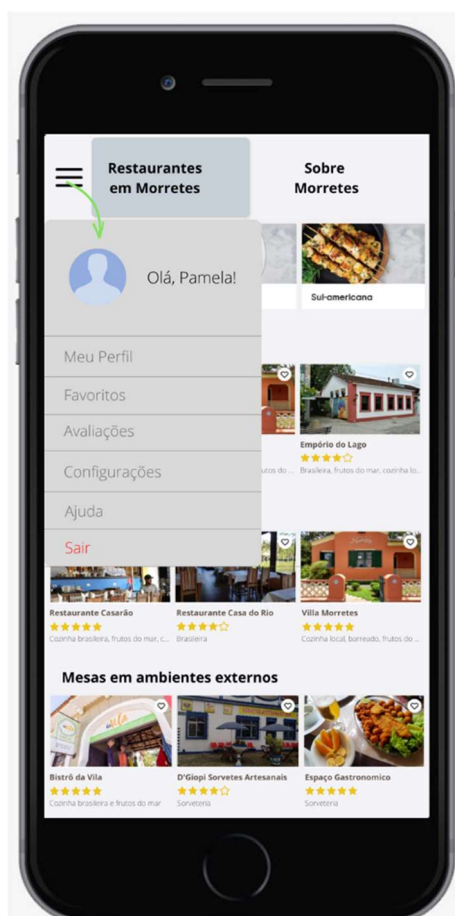 Restaurantes
em Morretes
Sobre
Morretes
Olá, Pamela!
Sul-americana
Meu Perfil
Favoritos
Avaliações
Configurações
Ajuda
Sair
Empório do Lago
utos do ...
Brasileira, frutos do mar, cozinha lo...
Restaurante Casarão
Restaurante Casa do Rio
Villa Morretes
Cozinha brasileira, frutos do mar, c...
Brasileira
Cozinha local, barreado, frutos do ...
Mesas em ambientes externos
Bistrô da Vila
D'Giopi Sorvetes Artesanais
Espaço Gastronomico
Cozinha brasileira e frutos do mar
Sorveteria
Sorveteria